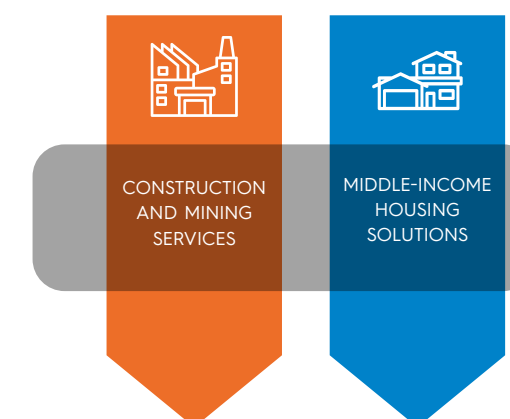 CONSTRUCTION
AND MINING
SERVICES
MIDDLE-INCOME
HOUSING
SOLUTIONS